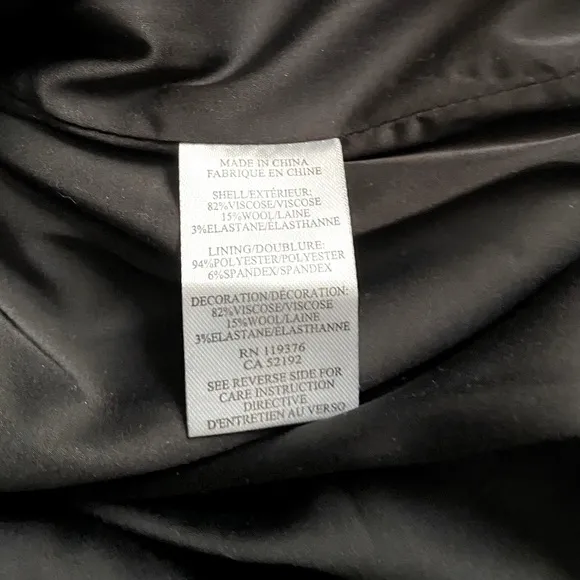 MADE IN CHINA
FABRIQUE EN CHINE
SHELL/EXTÉRIEUR:
82%VISCOSE/VISCOSE
15%WOOL/LAINE
3%ELASTANE/ÉLASTHANNE
LINING/DOUBLURE:
94%POLYESTER/POLYESTER
6%SPANDEX/SPANDEX
DECORATION/DÉCORATION:
82%VISCOSE/VISCOSE
15%WOOL/LAINE
3%ELASTANE/ÉLASTHANNE
RN 119376
CA 52192
SEE REVERSE SIDE FOR
CARE INSTRUCTION
DIRECTIVE
D'ENTRETIEN AU VERSO